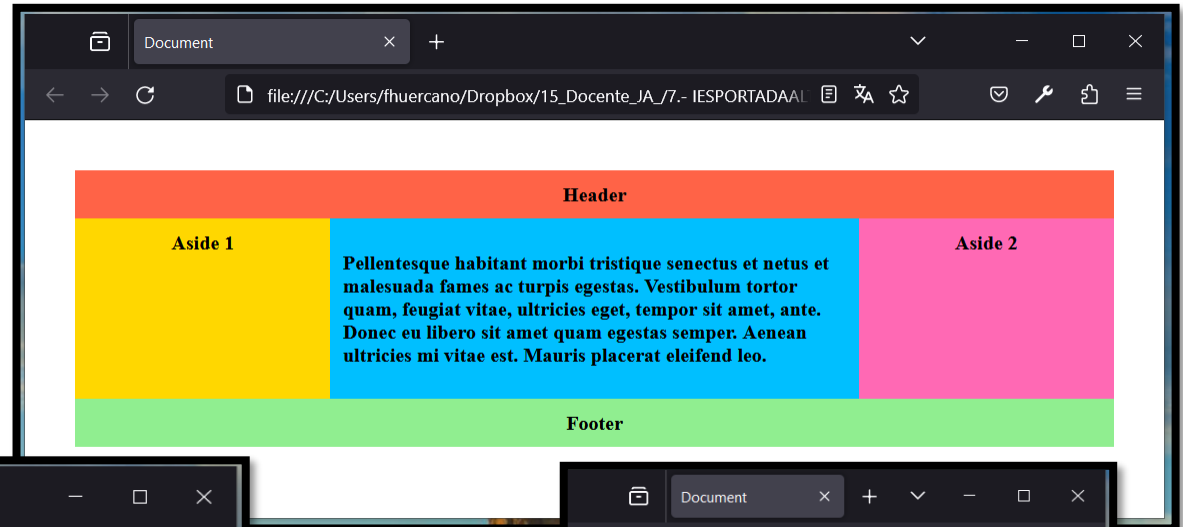 Document
file:///C:/Users/fhuercano/Dropbox/15_Docente_JA_/7.- IESPORTADAAL
Header
Aside 1
Pellentesque habitant morbi tristique senectus et netus et
malesuada fames ac turpis egestas. Vestibulum tortor
quam, feugiat vitae, ultricies eget, tempor sit amet, ante.
Donec eu libero sit amet quam egestas semper. Aenean
ultricies mi vitae est. Mauris placerat eleifend leo.
Aside 2
Footer
Document